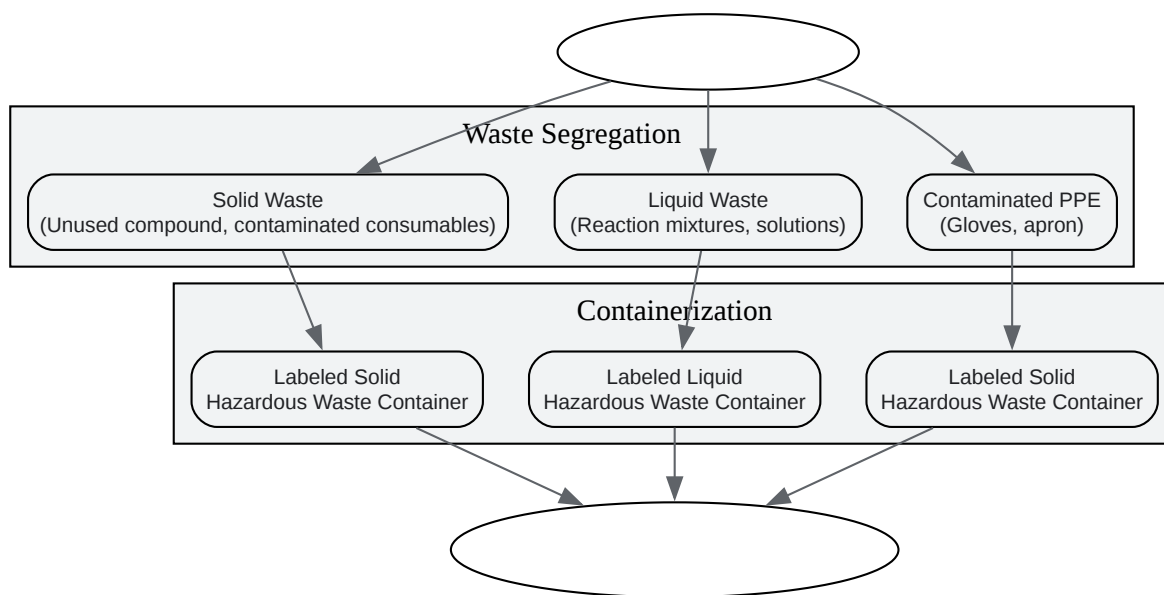 Waste Segregation
Solid Waste
(Unused compound, contaminated consumables)
Liquid Waste
(Reaction mixtures, solutions)
Contaminated PPE
(Gloves, apron)
Containerization
Labeled Solid
Hazardous Waste Container
Labeled Liquid
Hazardous Waste Container
Labeled Solid
Hazardous Waste Container